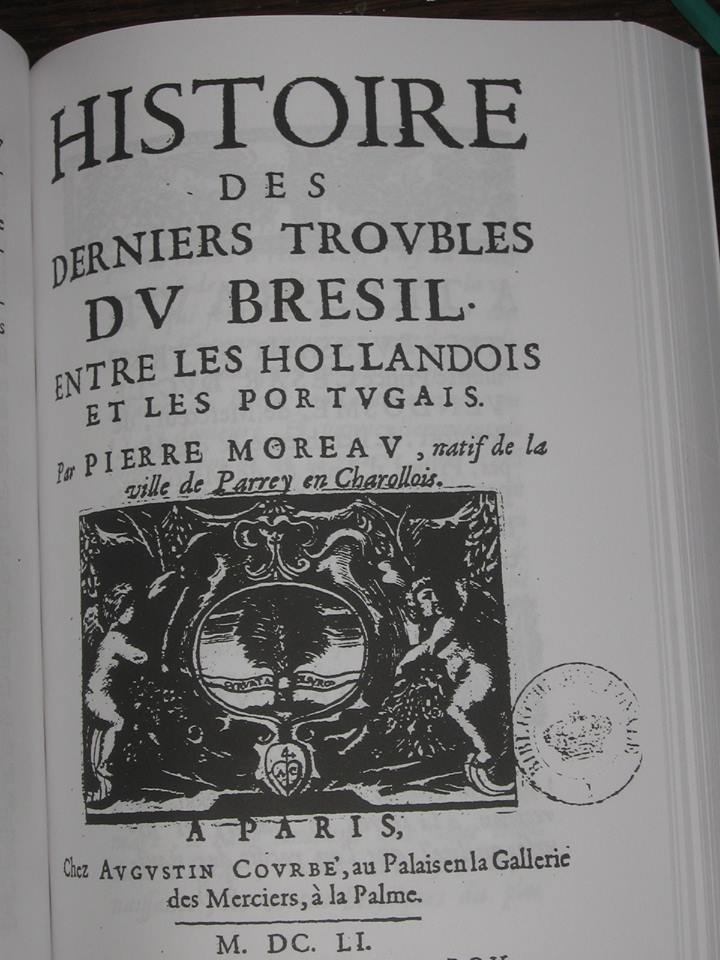 HISTOIRE
DES
DERNIERS TROVBLES
DV BRESIL.
ENTRE LES HOLLANDOIS
ET LES PORTVGAIS.
Par PIERRE MOREAV, natif de la
ville de Parrey en Charollois.
CVRVATA
A PARIS,
Chez AVGVSTIN COVRBE', au Palais en la Gallerie
des Merciers, à la Palme.
M. DC. LI.